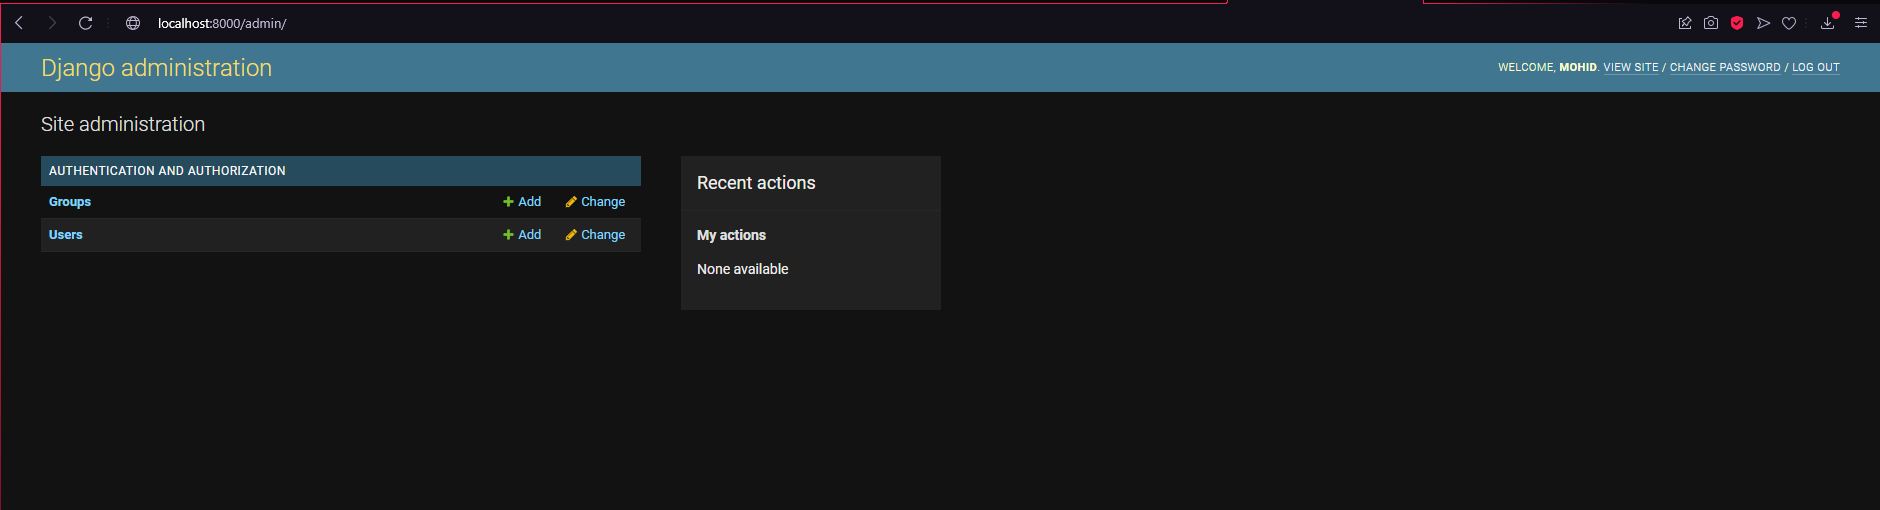 localhost:8000/admin/
Django administration
WELCOME, MOHID. VIEW SITE / CHANGE PASSWORD / LOG OUT
Site administration
AUTHENTICATION AND AUTHORIZATION
Groups Add Change
Users Add Change
Recent actions
My actions
None available